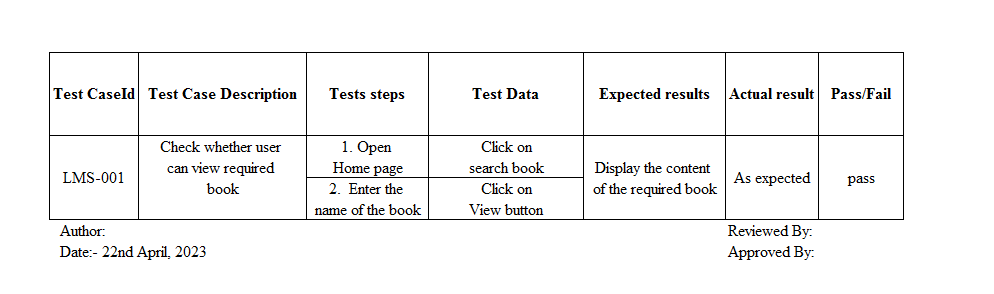 Test CaseId Test Case Description Tests steps Test Data Expected results Actual result Pass/Fail
LMS-001
Check whether user
can view required
book
1. Open
Home page
Click on
search book
2. Enter the
name of the book
Click on
View button
Display the content
of the required book
As expected
pass
Author:
Reviewed By:
Date:- 22nd April, 2023
Approved By: